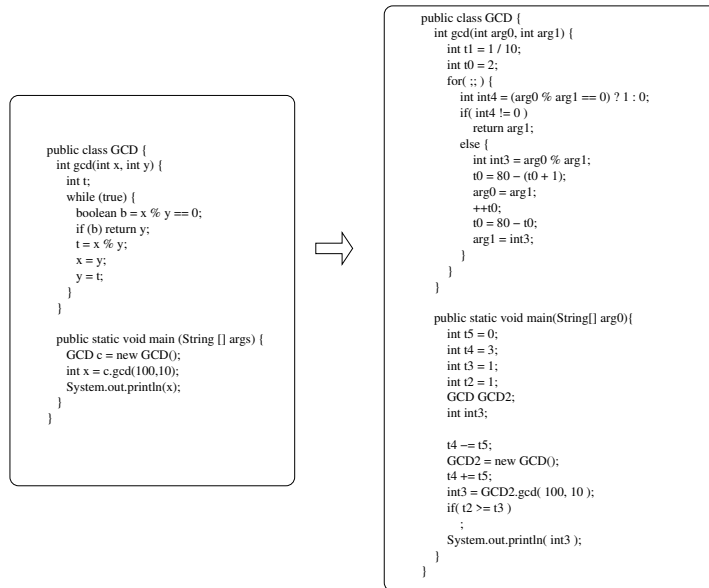 public class GCD {
int gcd(int x, int y) {
int t;
while (true) {
boolean b = x % y == 0;
if (b) return y;
t = x % y;
x = y;
y = t;
}
}
public static void main (String [] args) {
GCD c = new GCD();
int x = c.gcd(100,10);
System.out.println(x);
}
}
public class GCD {
int gcd(int arg0, int arg1) {
int t1 = 1 / 10;
int t0 = 2;
for( ;; ) {
int int4 = (arg0 % arg1 == 0) ? 1 : 0;
if( int4 != 0 )
return arg1;
else {
int int3 = arg0 % arg1;
t0 = 80 − (t0 + 1);
arg0 = arg1;
++t0;
t0 = 80 − t0;
arg1 = int3;
}
}
}
public static void main(String[] arg0){
int t5 = 0;
int t4 = 3;
int t3 = 1;
int t2 = 1;
GCD GCD2;
int int3;
t4 −= t5;
GCD2 = new GCD();
t4 += t5;
int3 = GCD2.gcd( 100, 10 );
if( t2 >= t3 )
;
System.out.println( int3 );
}
}